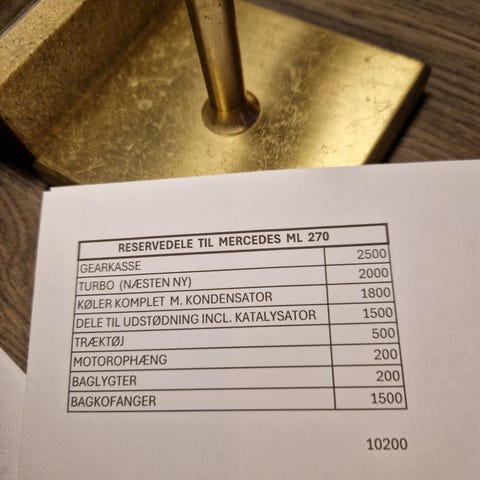 RESERVEDELE TIL MERCEDES ML 270
GEARKASSE 2500
TURBO (NÆSTEN NY) 2000
KØLER KOMPLET M. KONDENSATOR 1800
DELE TIL UDSTØDNING INCL. KATALYSATOR 1500
TRÆKTØJ 500
MOTOROPHÆNG 200
BAGLYGTER 200
BAGKOFANGER 1500
10200